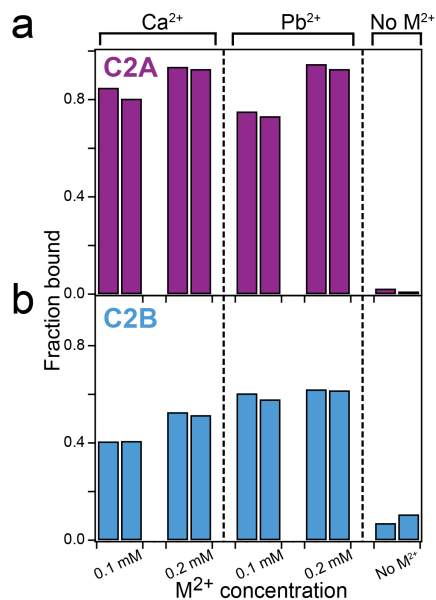 a
Ca²⁺ Pb²⁺ No M²⁺
C2A
0.8
0.4
0.0
b
C2B
Fraction bound
0.8
0.4
0.0
0.1 mM 0.2 mM 0.1 mM 0.2 mM No M²⁺
M²⁺ concentration